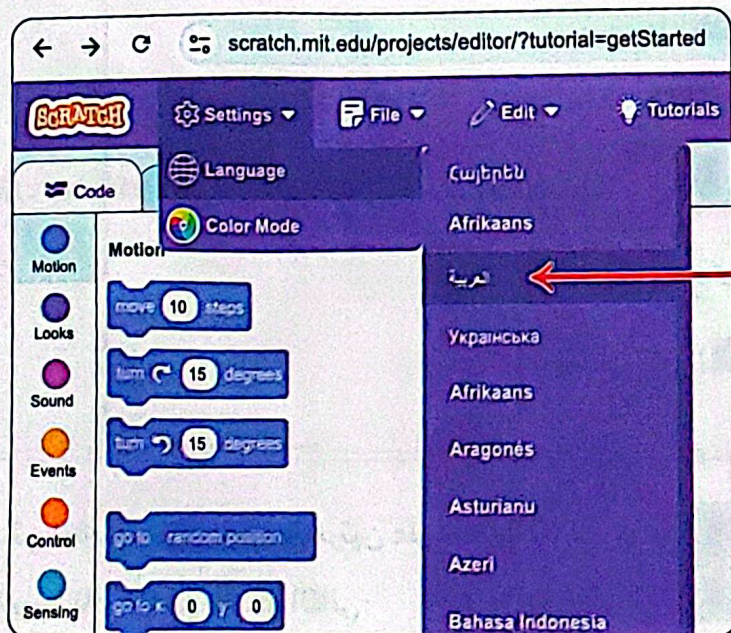 scratch.mit.edu/projects/editor/?tutorial=getStarted
SCRATCH Settings File Edit Tutorials
Language
Color Mode
Code
Motion
Looks
Sound
Events
Control
Sensing
Motion
move 10 steps
turn 15 degrees
turn 15 degrees
go to random position
go to x: 0 y: 0
Հայերեն
Afrikaans
العربية
Українська
Afrikaans
Aragonés
Asturianu
Azeri
Bahasa Indonesia